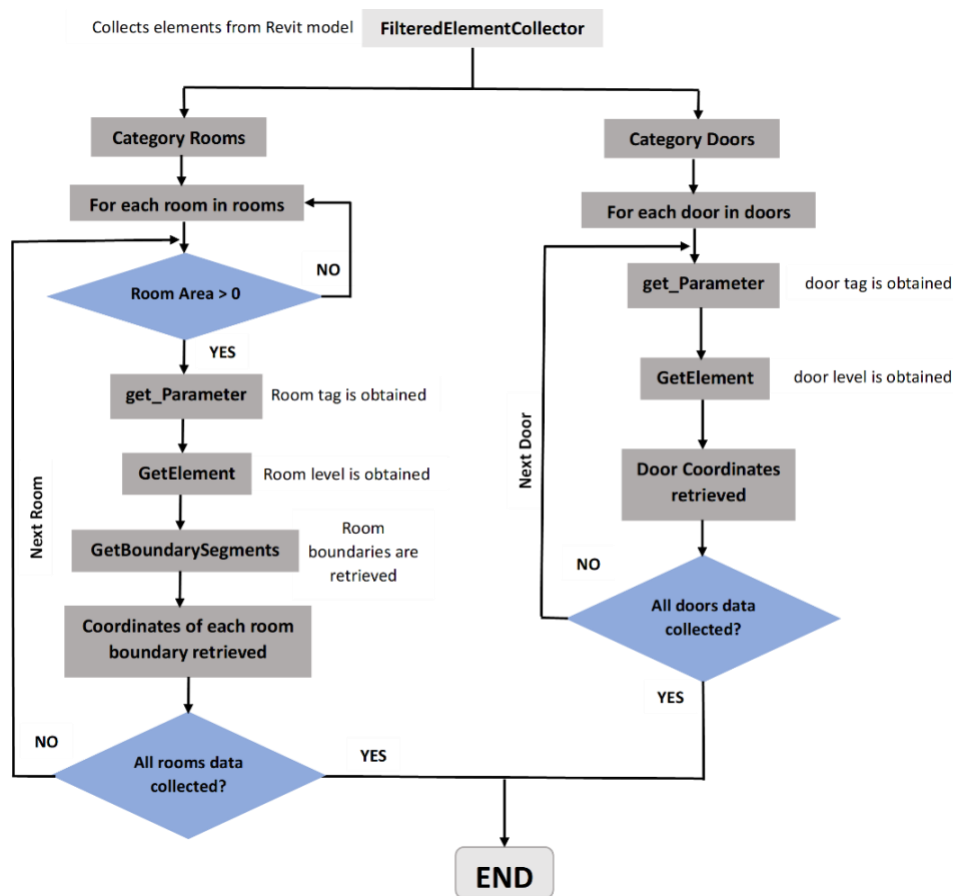 Collects elements from Revit model
FilteredElementCollector
Category Rooms
For each room in rooms
NO
Room Area > 0
YES
get_Parameter
Room tag is obtained
GetElement
Room level is obtained
GetBoundarySegments
Room
boundaries are
retrieved
Coordinates of each room
boundary retrieved
Next Room
NO
All rooms data
collected?
YES
Category Doors
For each door in doors
get_Parameter
door tag is obtained
GetElement
door level is obtained
Next Door
Door Coordinates
retrieved
NO
All doors data
collected?
YES
END